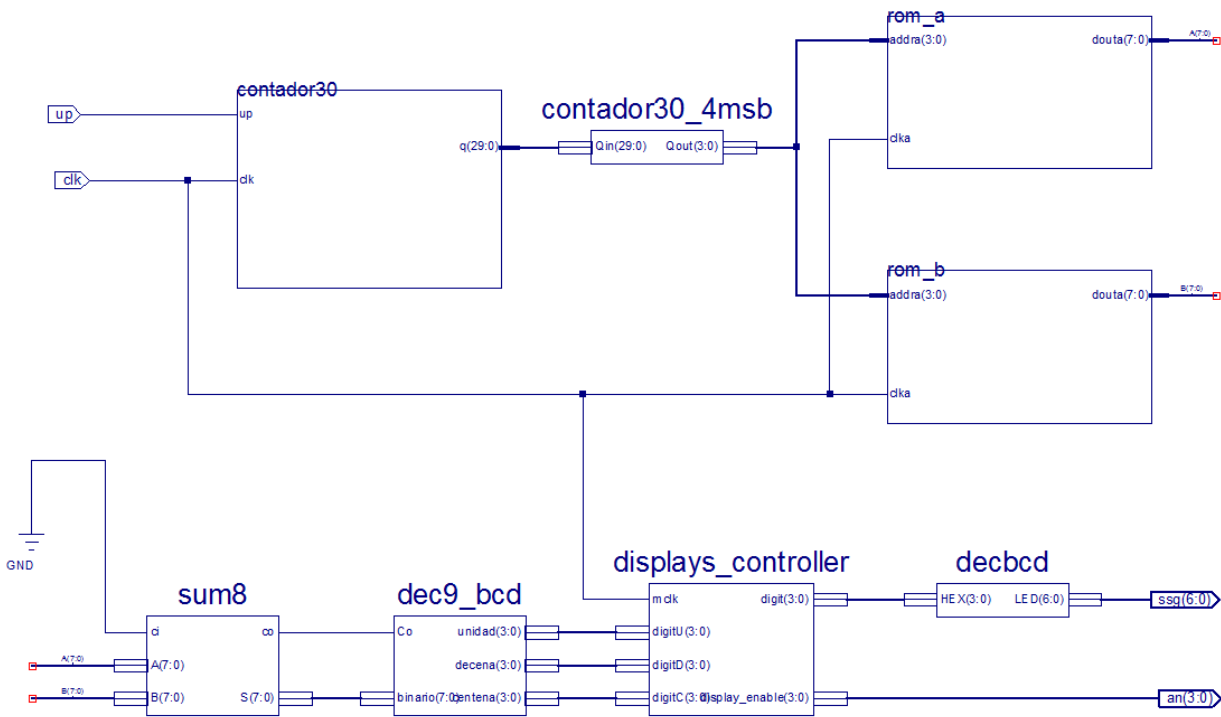 rom_a
addra(3:0)
douta(7:0)
A(7:0)
clka
contador30
up
up
q(29:0)
clk
clk
contador30_4msb
Qin(29:0)
Qout(3:0)
rom_b
addra(3:0)
douta(7:0)
B(7:0)
clka
GND
sum8
ci
co
A(7:0)
A(7:0)
B(7:0)
B(7:0)
S(7:0)
dec9_bcd
Co
unidad(3:0)
decena(3:0)
binario(7:0)
centena(3:0)
displays_controller
mclk
digit(3:0)
digitU(3:0)
digitD(3:0)
digitC(3:0)
display_enable(3:0)
decbcd
HEX(3:0)
LED(6:0)
ssg(6:0)
an(3:0)